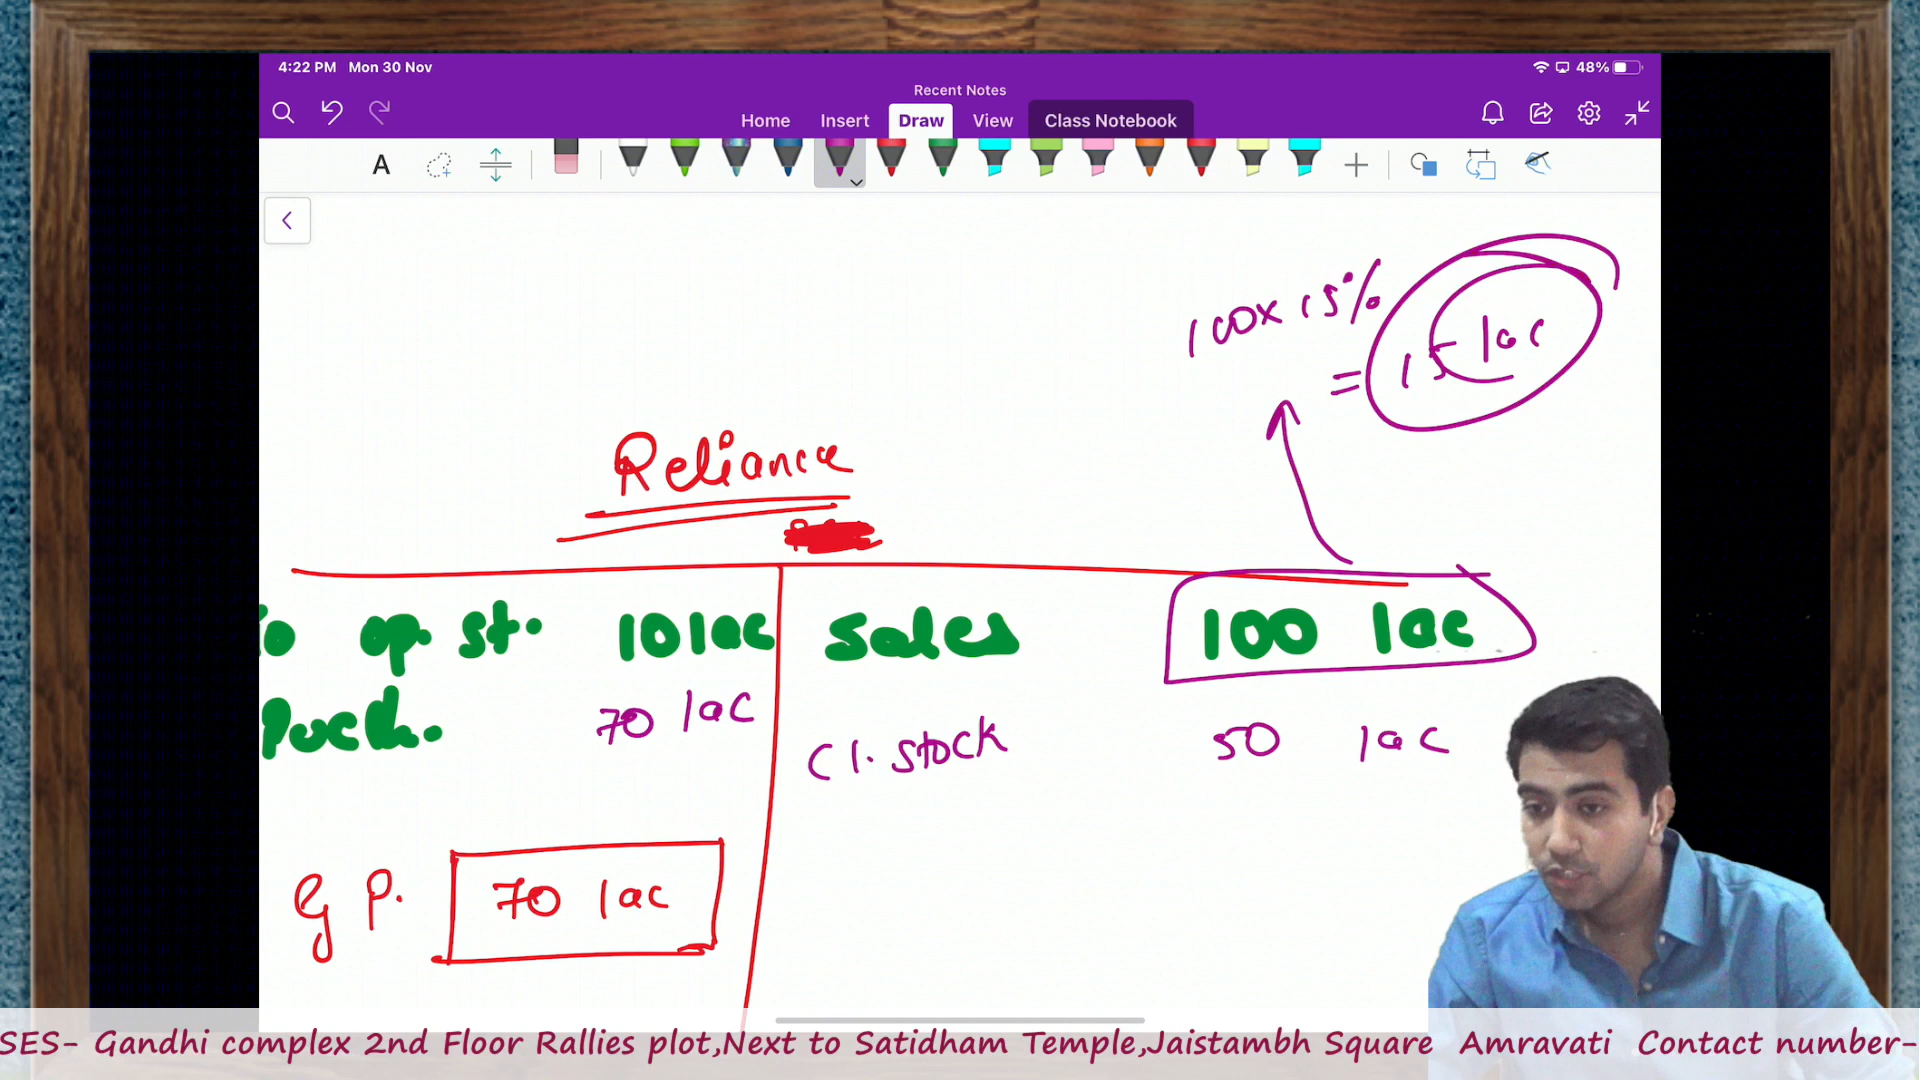 4:22 PM Mon 30 Nov
48%
Recent Notes
Home Insert Draw View Class Notebook
A
100x 15%
= 15 lac
Reliance
To op. st. 10 lac Sales 100 lac
Purch. 70 lac Cl. stock 50 lac
G P. 70 lac
SES- Gandhi complex 2nd Floor Rallies plot,Next to Satidham Temple,Jaistambh Square Amravati Contact number-